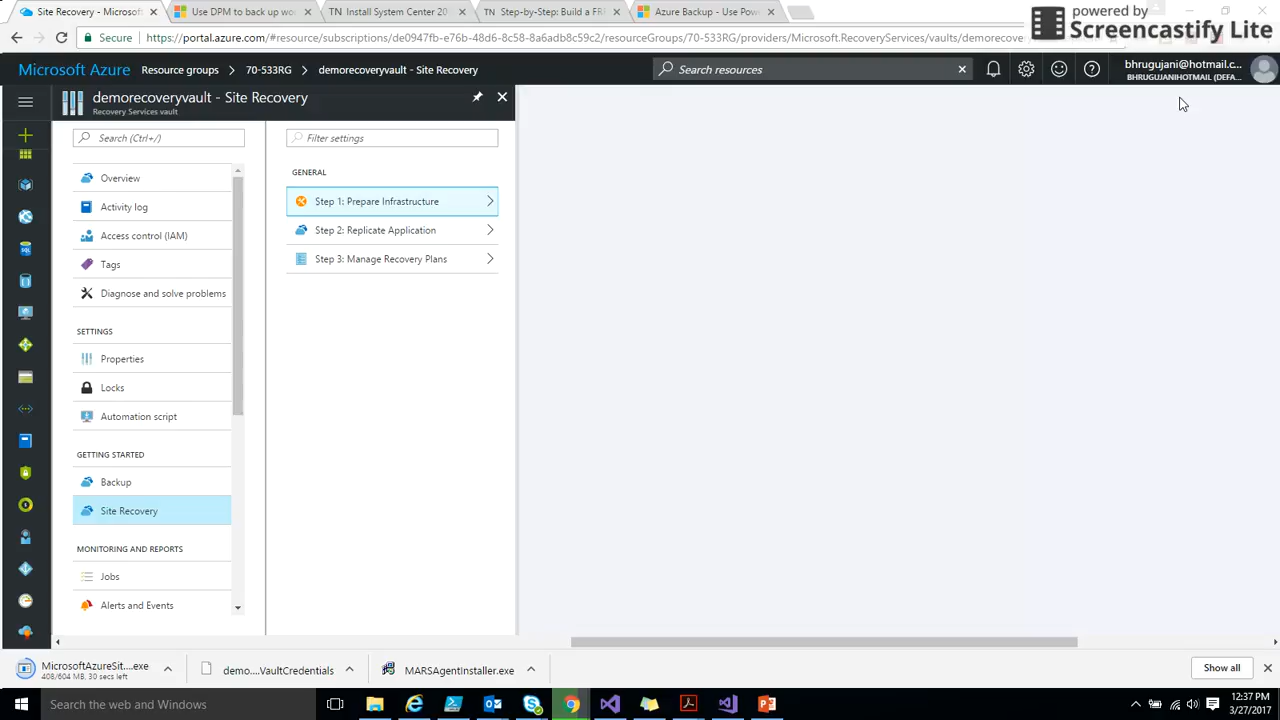 Site Recovery - Microso
Use DPM to back up wo
TN Install System Center 20
TN Step-by-Step: Build a FR
Azure Backup - Use Pow
powered by
Screencastify Lite
Secure
https://portal.azure.com/#resource/subsc
0947fb-e76b-48d6-8c58-8a6adb8c59c2/resourceGroups/70-533RG/providers/Microsoft.RecoveryServices/vaults/demorecove
Microsoft Azure
Resource groups
70-533RG
demorecoveryvault - Site Recovery
Search resources
bhrugujani@hotmail.c...
BHRUGUJANIHOTMAIL (DEFA...
demorecoveryvault - Site Recovery
Recovery Services vault
Search (Ctrl+/)
Overview
Activity log
Access control (IAM)
Tags
Diagnose and solve problems
SETTINGS
Properties
Locks
Automation script
GETTING STARTED
Backup
Site Recovery
MONITORING AND REPORTS
Jobs
Alerts and Events
Filter settings
GENERAL
Step 1: Prepare Infrastructure
Step 2: Replicate Application
Step 3: Manage Recovery Plans
MicrosoftAzureSit....exe
408/604 MB, 30 secs left
demo....VaultCredentials
MARSAgentInstaller.exe
Show all
Search the web and Windows
12:37 PM
3/27/2017